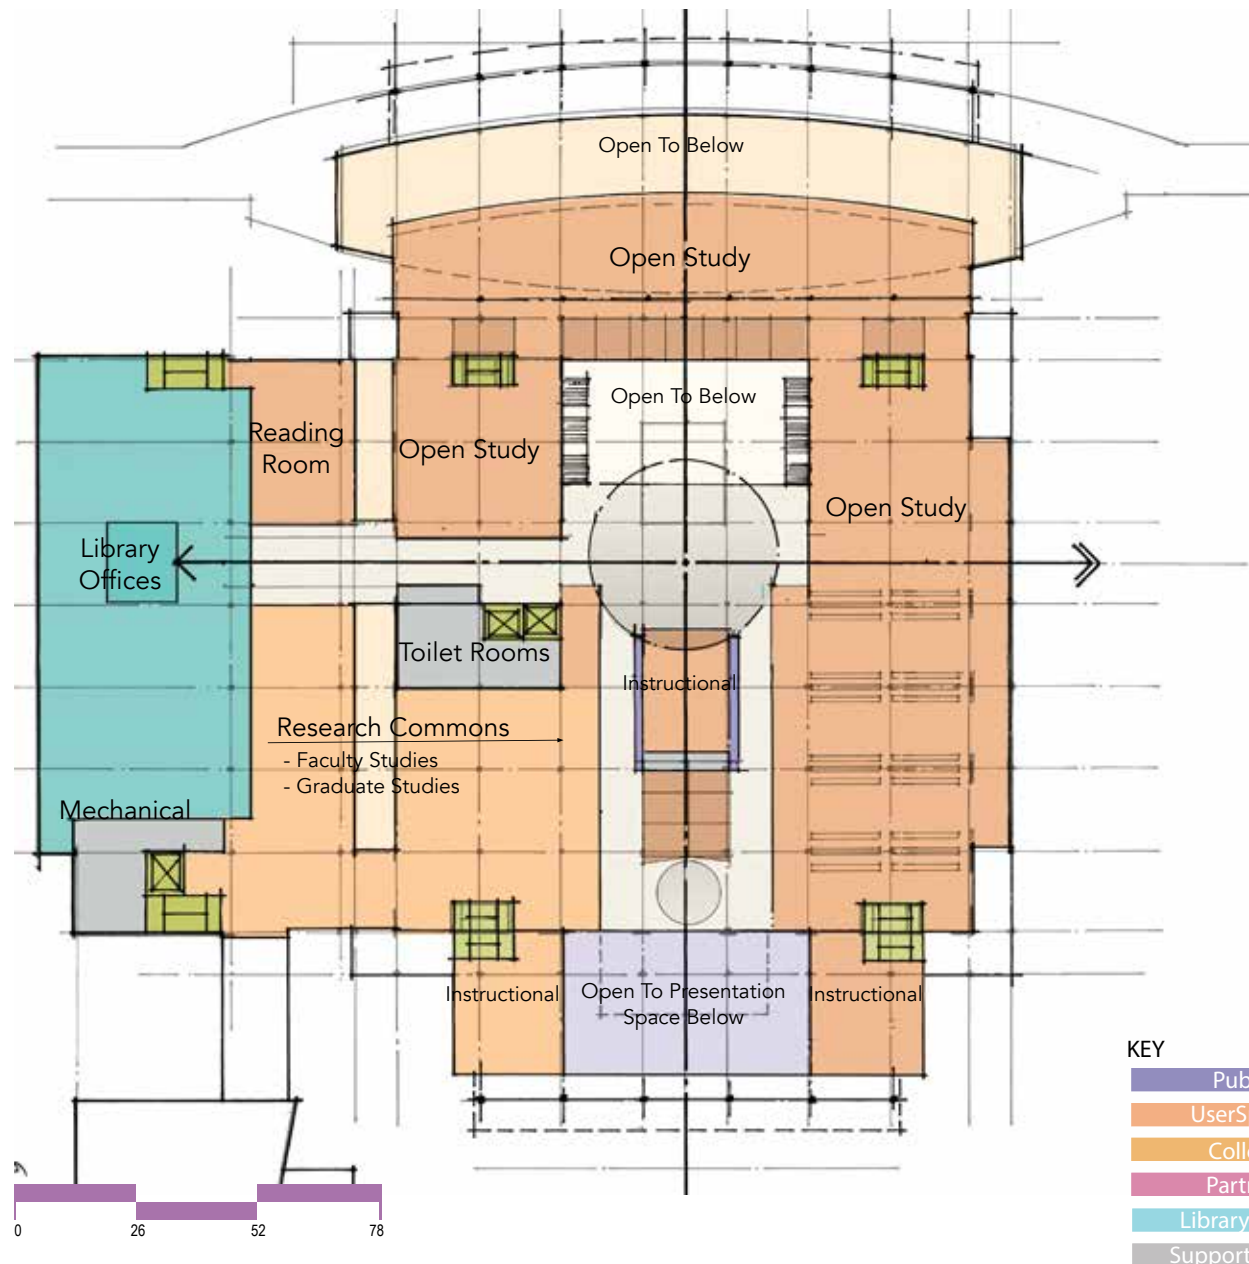 Open To Below
Open Study
Open To Below
Reading
Room
Open Study
Open Study
Library
Offices
Toilet Rooms
Instructional
Research Commons
- Faculty Studies
- Graduate Studies
Mechanical
Instructional
Open To Presentation
Space Below
Instructional
KEY
Pub
UserS
Coll
Part
Library
Support
0 26 52 78